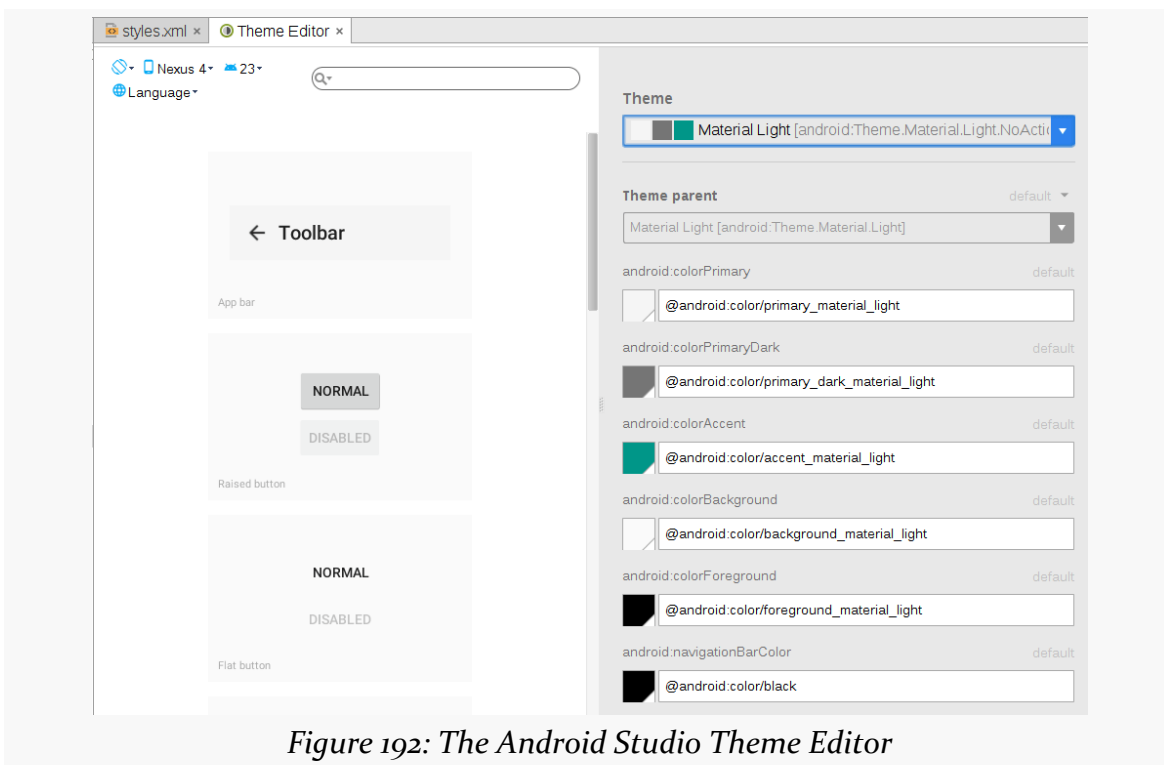 styles.xml × Theme Editor ×
Nexus 4 23
Language
Toolbar
App bar
NORMAL
DISABLED
Raised button
NORMAL
DISABLED
Flat button
Theme
Material Light [android:Theme.Material.Light.NoActic
Theme parent default
Material Light [android:Theme.Material.Light]
android:colorPrimary default
@android:color/primary_material_light
android:colorPrimaryDark default
@android:color/primary_dark_material_light
android:colorAccent default
@android:color/accent_material_light
android:colorBackground default
@android:color/background_material_light
android:colorForeground default
@android:color/foreground_material_light
android:navigationBarColor default
@android:color/black
Figure 192: The Android Studio Theme Editor